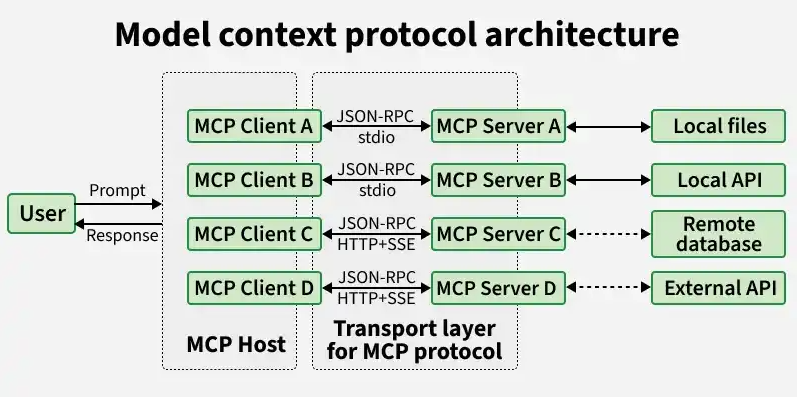 Model context protocol architecture
User
Prompt
Response
MCP Client A
JSON-RPC
stdio
MCP Server A
Local files
MCP Client B
JSON-RPC
stdio
MCP Server B
Local API
MCP Client C
JSON-RPC
HTTP+SSE
MCP Server C
Remote
database
MCP Client D
JSON-RPC
HTTP+SSE
MCP Server D
External API
MCP Host
Transport layer
for MCP protocol